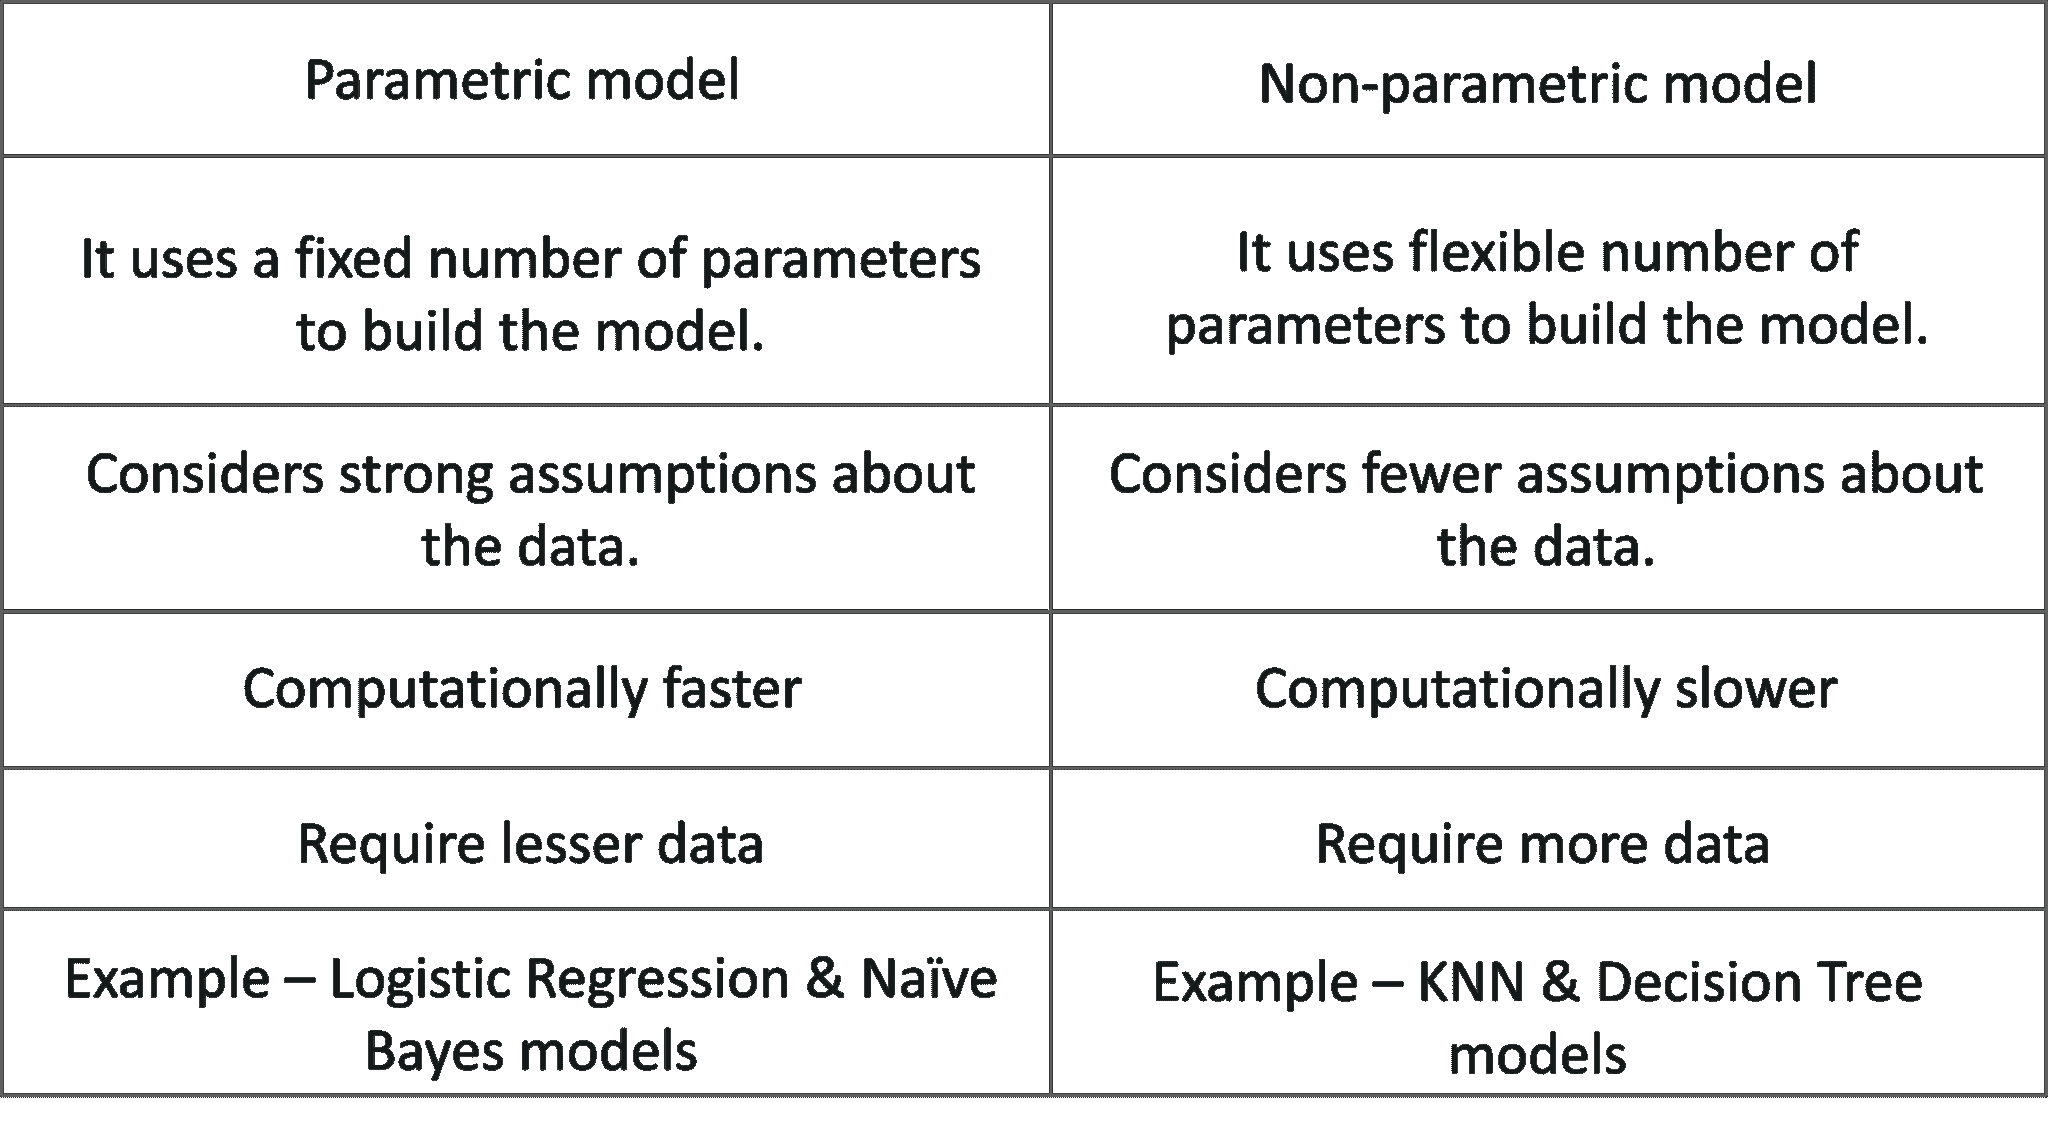 Parametric model
Non-parametric model
It uses a fixed number of parameters
to build the model.
It uses flexible number of
parameters to build the model.
Considers strong assumptions about
the data.
Considers fewer assumptions about
the data.
Computationally faster
Computationally slower
Require lesser data
Require more data
Example – Logistic Regression & Naïve
Bayes models
Example – KNN & Decision Tree
models